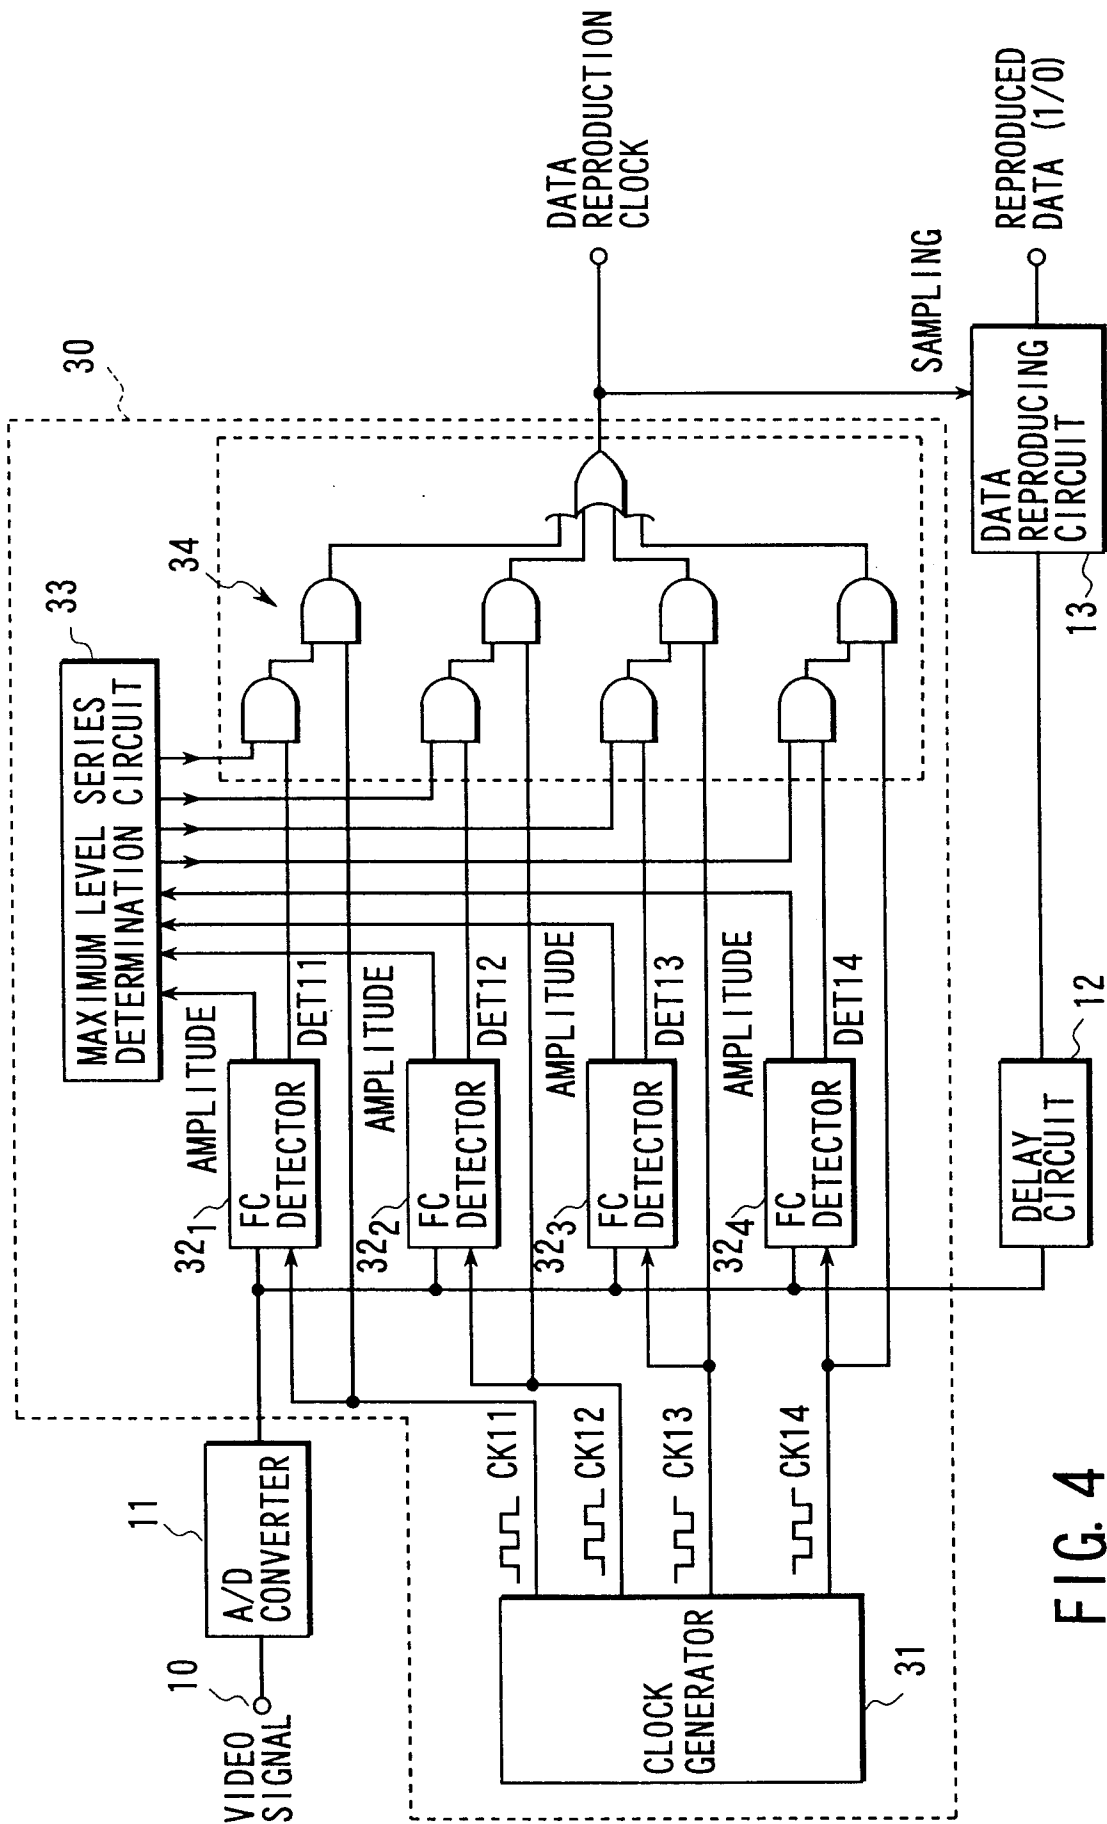 VIDEO
SIGNAL
10
11
A/D
CONVERTER
30
33
MAXIMUM LEVEL SERIES
DETERMINATION CIRCUIT
34
AMPLITUDE
32₁
FC
DETECTOR
DET11
AMPLITUDE
32₂
FC
DETECTOR
DET12
AMPLITUDE
32₃
FC
DETECTOR
DET13
AMPLITUDE
32₄
FC
DETECTOR
DET14
CK11
CK12
CK13
CK14
CLOCK
GENERATOR
31
DATA
REPRODUCTION
CLOCK
SAMPLING
DELAY
CIRCUIT
12
DATA
REPRODUCING
CIRCUIT
13
REPRODUCED
DATA (1/0)
FIG. 4